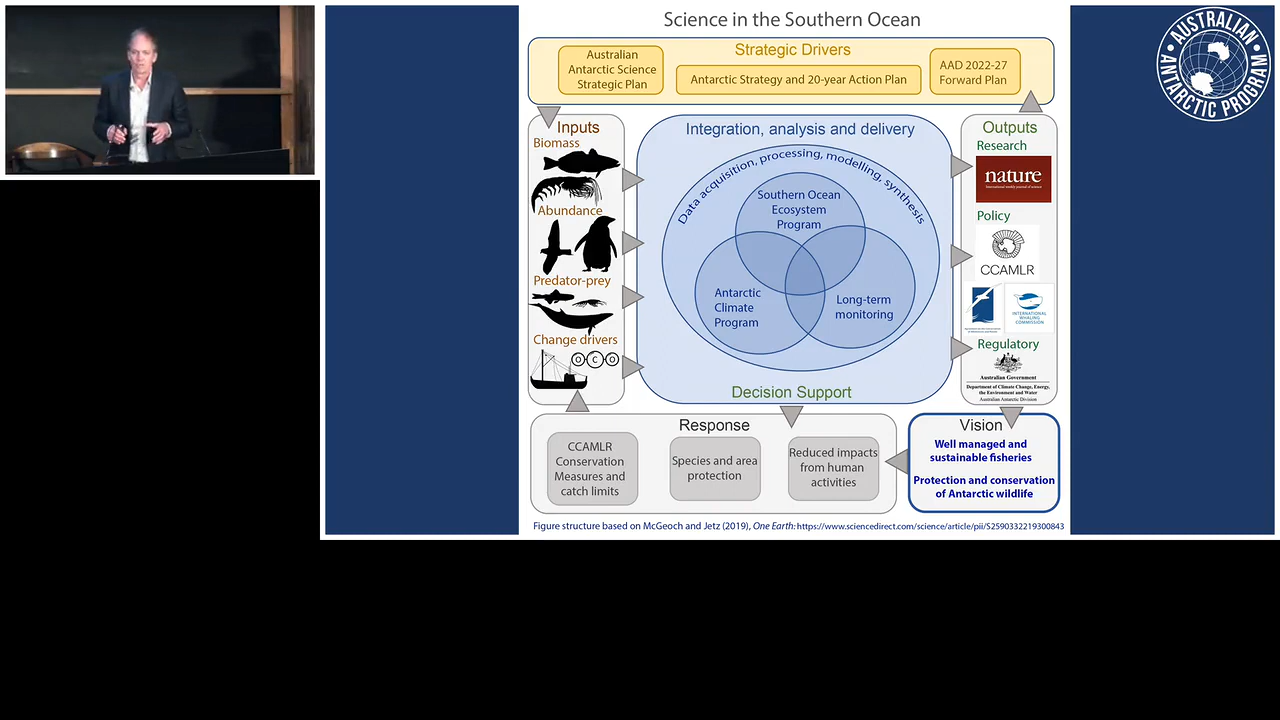 Science in the Southern Ocean
AUSTRALIAN
ANTARCTIC PROGRAM
Strategic Drivers
Australian
Antarctic Science
Strategic Plan
Antarctic Strategy and 20-year Action Plan
AAD 2022-27
Forward Plan
Inputs
Biomass
Abundance
Predator-prey
Change drivers
O C O
Integration, analysis and delivery
Data acquisition, processing, modelling, synthesis
Southern Ocean
Ecosystem
Program
Antarctic
Climate
Program
Long-term
monitoring
Decision Support
Outputs
Research
nature
International weekly journal of science
Policy
CCAMLR
INTERNATIONAL
WHALING
COMMISSION
Regulatory
Australian Government
Department of Climate Change, Energy,
the Environment and Water
Australian Antarctic Division
Response
CCAMLR
Conservation
Measures and
catch limits
Species and area
protection
Reduced impacts
from human
activities
Vision
Well managed and
sustainable fisheries
Protection and conservation
of Antarctic wildlife
Figure structure based on McGeoch and Jetz (2019), One Earth: https://www.sciencedirect.com/science/article/pii/S2590332219300843